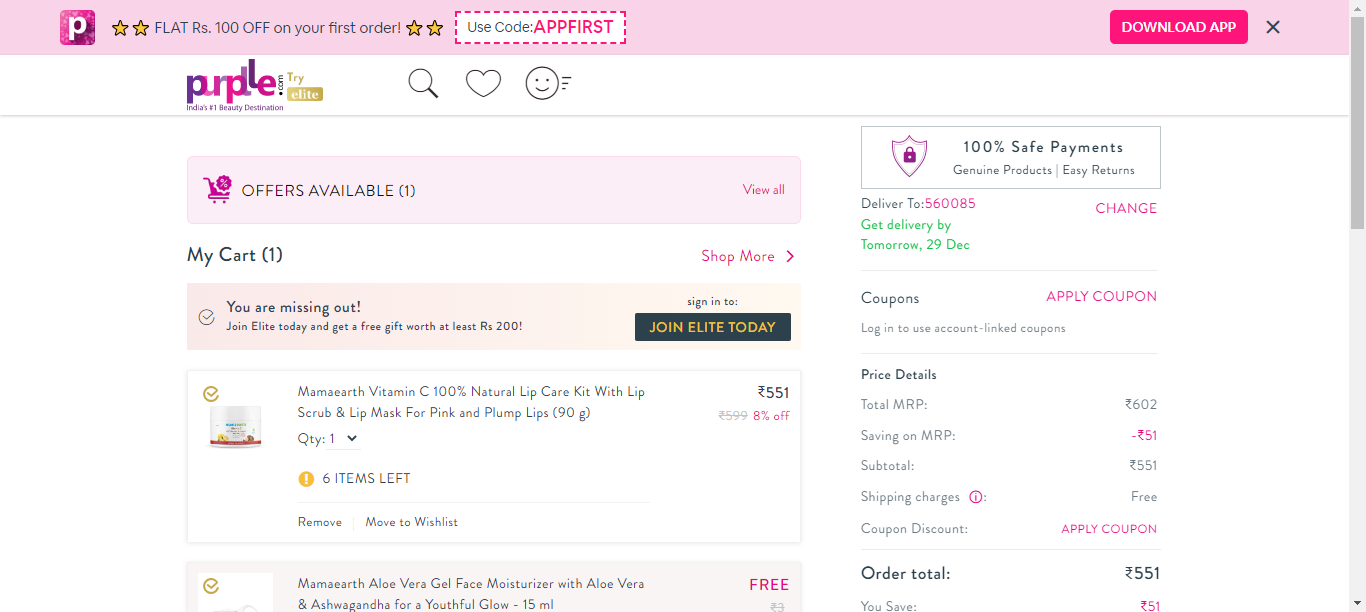 p
FLAT Rs. 100 OFF on your first order!
Use Code:APPFIRST
DOWNLOAD APP
purplle.com
Try
elite
India's #1 Beauty Destination
OFFERS AVAILABLE (1)
View all
My Cart (1)
Shop More
You are missing out!
Join Elite today and get a free gift worth at least Rs 200!
sign in to:
JOIN ELITE TODAY
Mamaearth Vitamin C 100% Natural Lip Care Kit With Lip
Scrub & Lip Mask For Pink and Plump Lips (90 g)
₹551
₹599 8% off
Qty: 1
6 ITEMS LEFT
Remove
Move to Wishlist
Mamaearth Aloe Vera Gel Face Moisturizer with Aloe Vera
& Ashwagandha for a Youthful Glow - 15 ml
FREE
₹3
100% Safe Payments
Genuine Products | Easy Returns
Deliver To:560085
CHANGE
Get delivery by
Tomorrow, 29 Dec
Coupons
APPLY COUPON
Log in to use account-linked coupons
Price Details
Total MRP: ₹602
Saving on MRP: -₹51
Subtotal: ₹551
Shipping charges : Free
Coupon Discount: APPLY COUPON
Order total: ₹551
You Save: ₹51